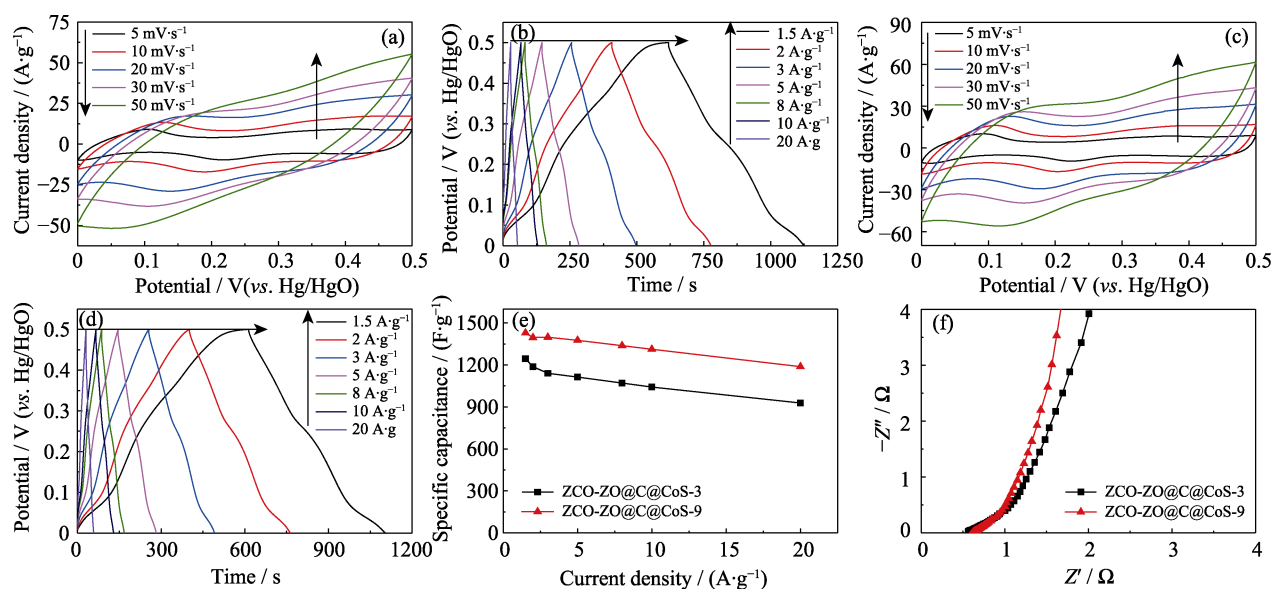 (a)
75
50
25
0
−25
−50
Current density / (A·g⁻¹)
5 mV·s⁻¹
10 mV·s⁻¹
20 mV·s⁻¹
30 mV·s⁻¹
50 mV·s⁻¹
0 0.1 0.2 0.3 0.4 0.5
Potential / V(vs. Hg/HgO)
(b)
0.5
0.4
0.3
0.2
0.1
0
Potential / V (vs. Hg/HgO)
1.5 A·g⁻¹
2 A·g⁻¹
3 A·g⁻¹
5 A·g⁻¹
8 A·g⁻¹
10 A·g⁻¹
20 A·g
0 250 500 750 1000 1250
Time / s
(c)
90
60
30
0
−30
−60
Current density / (A·g⁻¹)
5 mV·s⁻¹
10 mV·s⁻¹
20 mV·s⁻¹
30 mV·s⁻¹
50 mV·s⁻¹
0 0.1 0.2 0.3 0.4 0.5
Potential / V (vs. Hg/HgO)
(d)
0.5
0.4
0.3
0.2
0.1
0
Potential / V (vs. Hg/HgO)
1.5 A·g⁻¹
2 A·g⁻¹
3 A·g⁻¹
5 A·g⁻¹
8 A·g⁻¹
10 A·g⁻¹
20 A·g
0 300 600 900 1200
Time / s
(e)
1500
1200
900
600
300
0
Specific capacitance / (F·g⁻¹)
ZCO-ZO@C@CoS-3
ZCO-ZO@C@CoS-9
0 5 10 15 20
Current density / (A·g⁻¹)
(f)
−4
3
2
1
0
−Z″ / Ω
ZCO-ZO@C@CoS-3
ZCO-ZO@C@CoS-9
0 1 2 3 4
Z′ / Ω